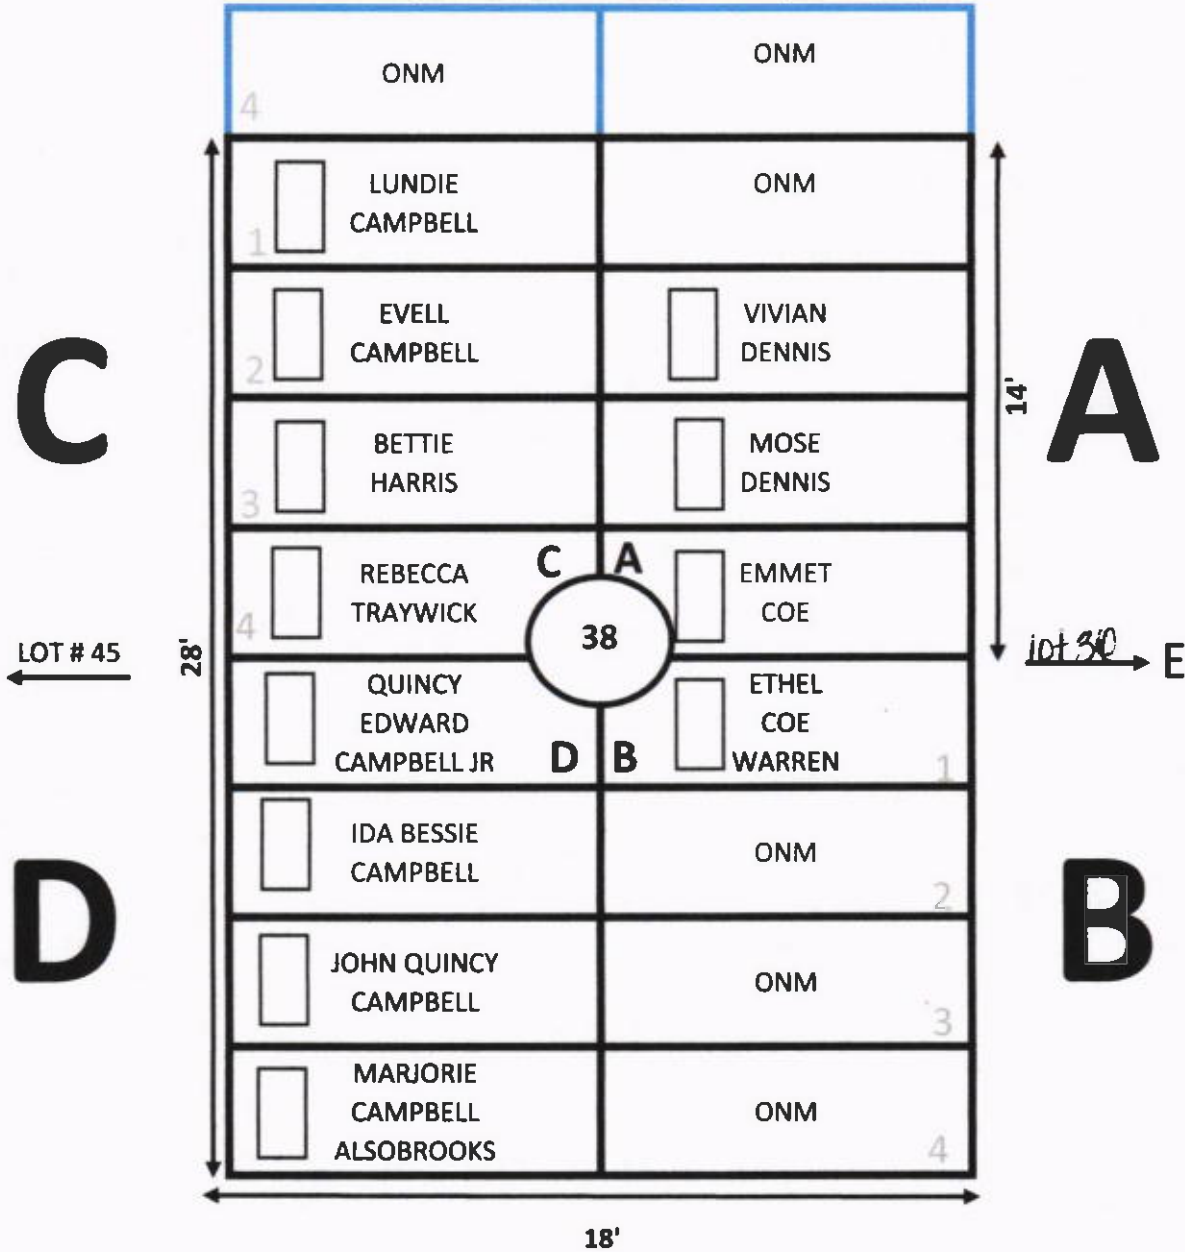 ONM
ONM
4
LUNDIE
CAMPBELL
1
ONM
EVELL
CAMPBELL
2
VIVIAN
DENNIS
C
A
14'
BETTIE
HARRIS
3
MOSE
DENNIS
REBECCA
TRAYWICK
4
C
A
EMMET
COE
38
LOT # 45
28'
lot
E
QUINCY
EDWARD
CAMPBELL JR
D
B
ETHEL
COE
WARREN
1
IDA BESSIE
CAMPBELL
ONM
2
D
B
JOHN QUINCY
CAMPBELL
ONM
3
MARJORIE
CAMPBELL
ALSOBROOKS
ONM
4
18'